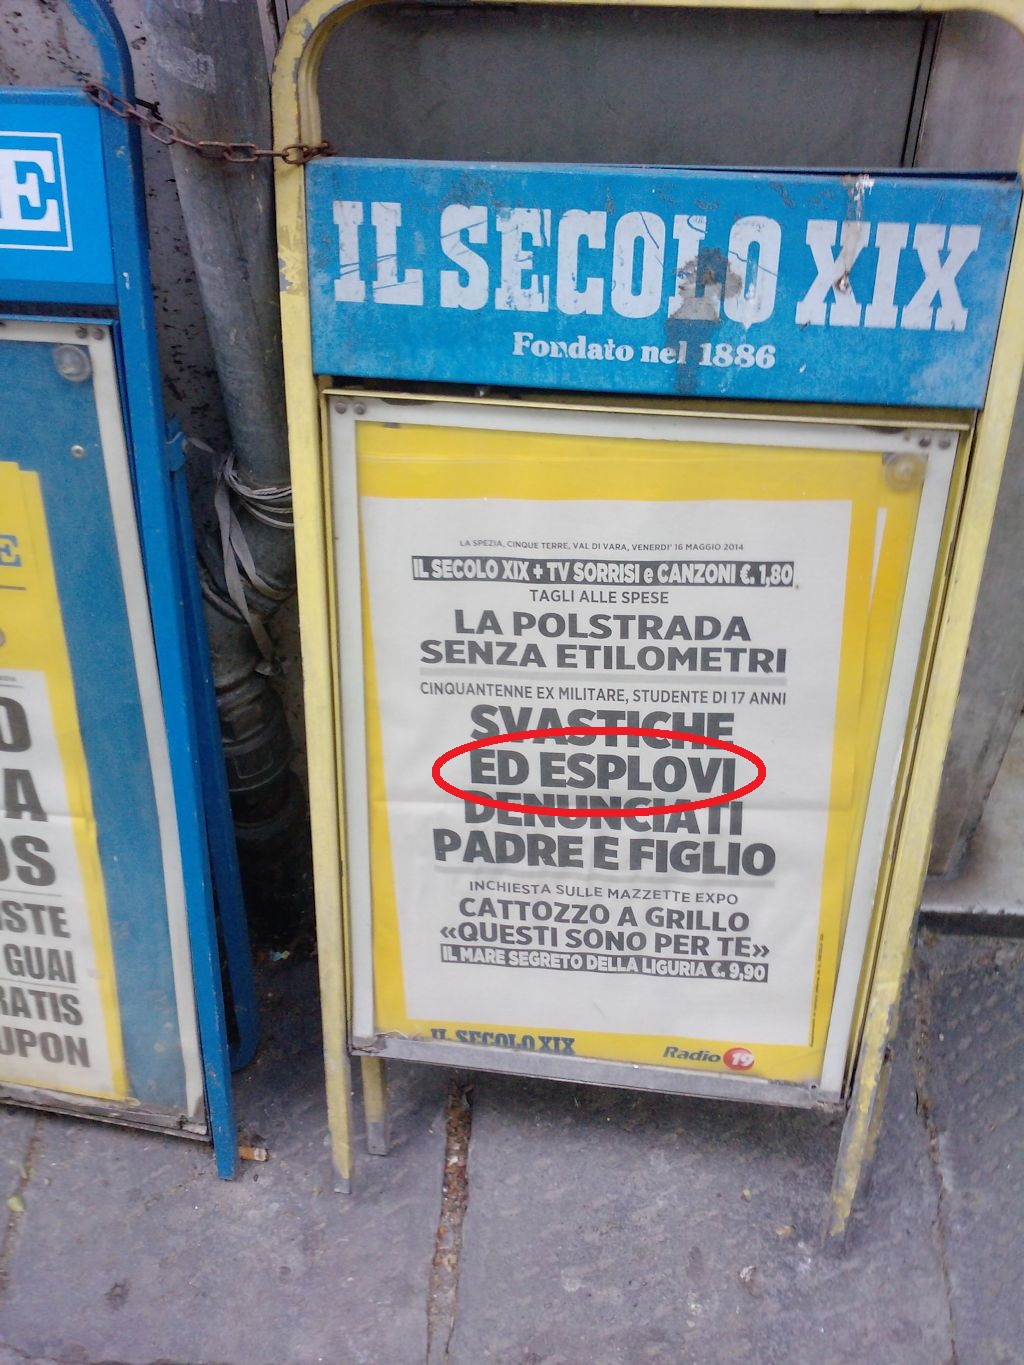 IL SECOLO XIX
Fondato nel 1886
LA SPEZIA, CINQUE TERRE, VAL DI VARA, VENERDI' 16 MAGGIO 2014
IL SECOLO XIX + TV SORRISI e CANZONI €. 1,80
TAGLI ALLE SPESE
LA POLSTRADA
SENZA ETILOMETRI
CINQUANTENNE EX MILITARE, STUDENTE DI 17 ANNI
SVASTICHE
ED ESPLOVI
DENUNCIATI
PADRE E FIGLIO
INCHIESTA SULLE MAZZETTE EXPO
CATTOZZO A GRILLO
«QUESTI SONO PER TE»
IL MARE SEGRETO DELLA LIGURIA €. 9,90
IL SECOLO XIX
Radio 19
E
E
O
A
OS
ISTE
GUAI
RATIS
UPON